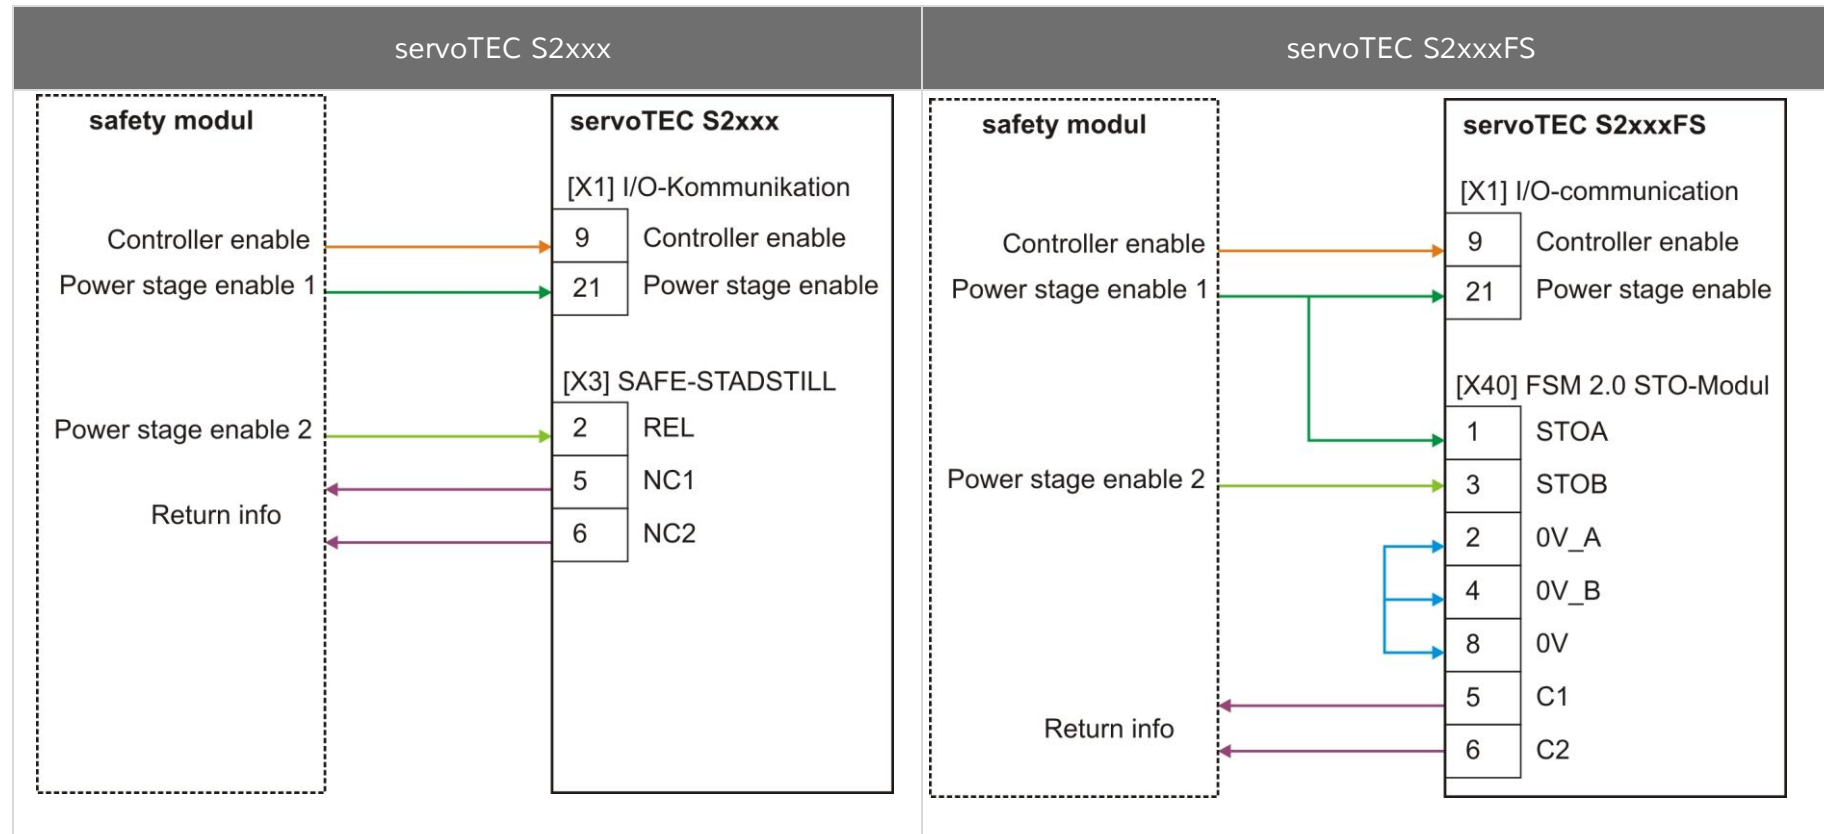 servoTEC S2xxx
servoTEC S2xxxFS
safety modul
servoTEC S2xxx
[X1] I/O-Kommunikation
Controller enable
9
Controller enable
Power stage enable 1
21
Power stage enable
[X3] SAFE-STADSTILL
Power stage enable 2
2
REL
5
NC1
Return info
6
NC2
safety modul
servoTEC S2xxxFS
[X1] I/O-communication
Controller enable
9
Controller enable
Power stage enable 1
21
Power stage enable
[X40] FSM 2.0 STO-Modul
1
STOA
Power stage enable 2
3
STOB
2
0V_A
4
0V_B
8
0V
5
C1
Return info
6
C2